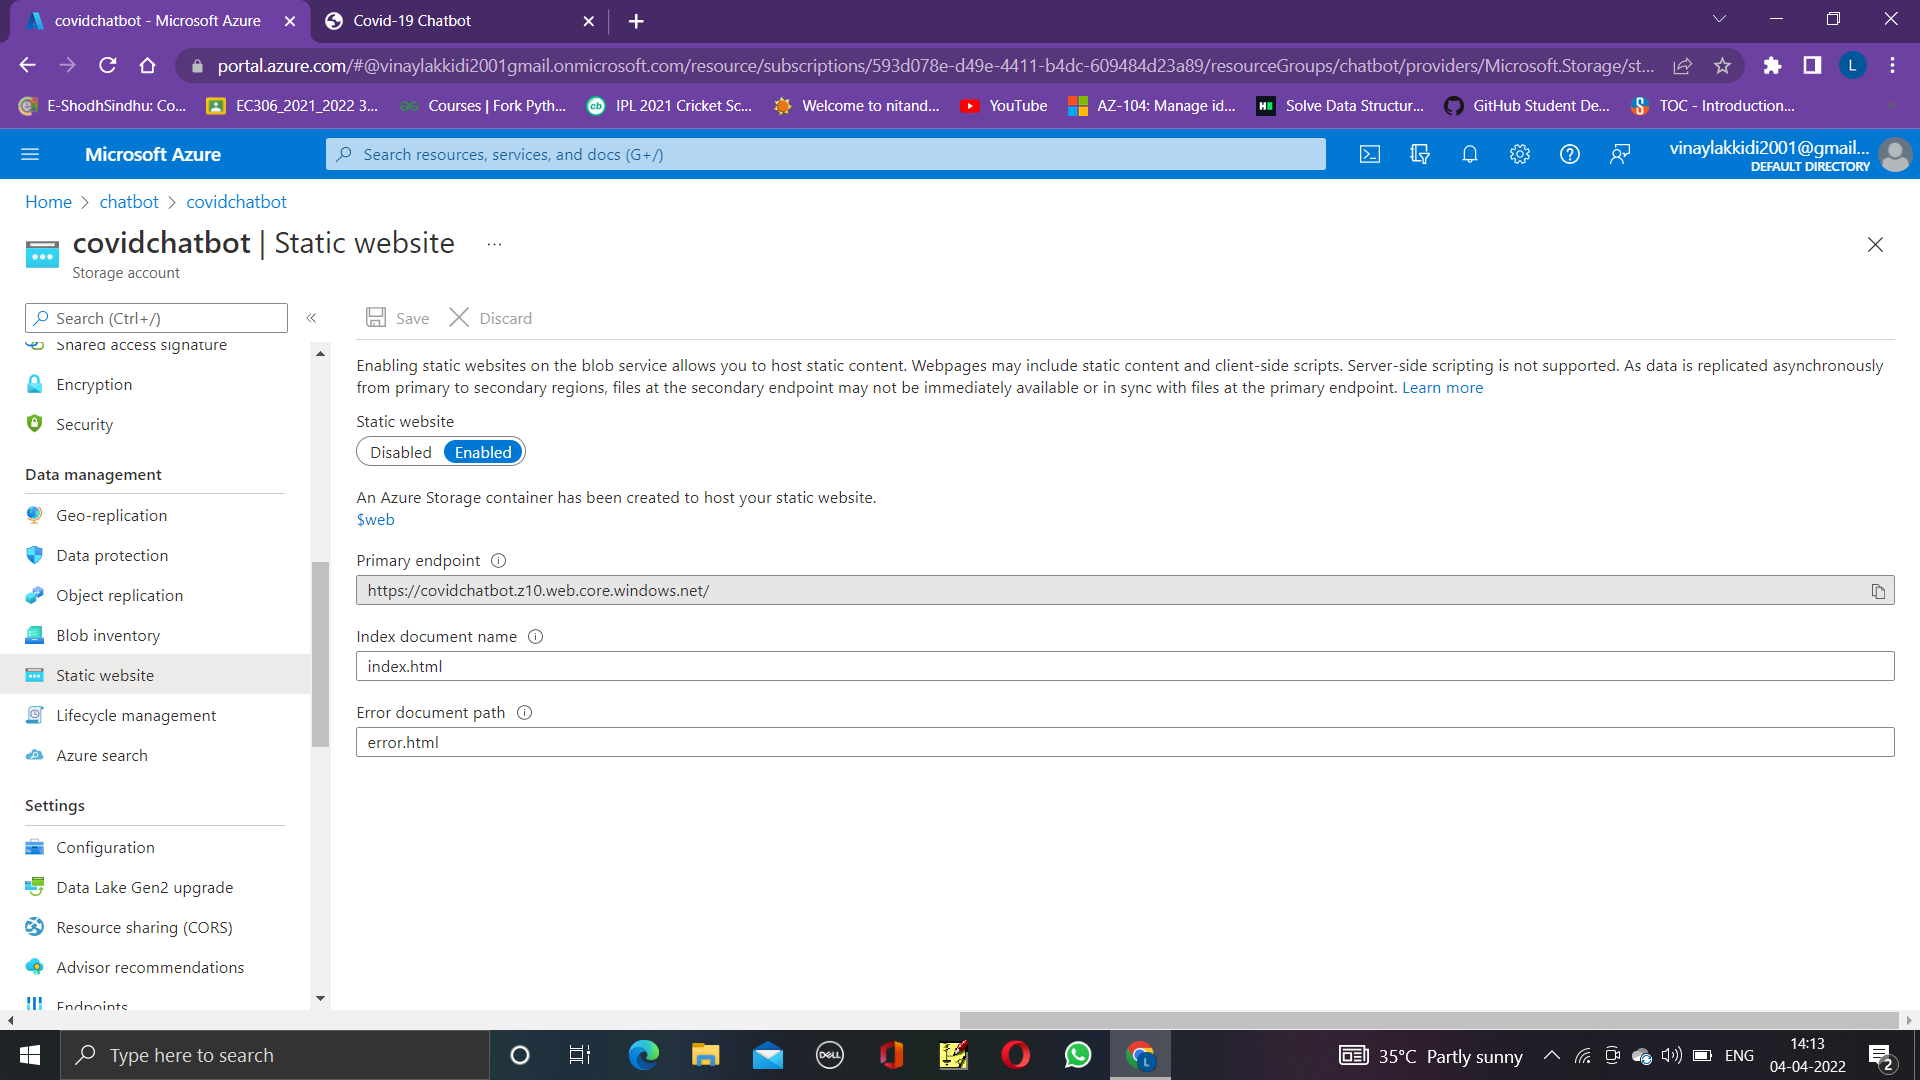 covidchatbot - Microsoft Azure
Covid-19 Chatbot
portal.azure.com/#@vinaylakkidi2001gmail.onmicrosoft.com/resource/subscriptions/593d078e-d49e-4411-b4dc-609484d23a89/resourceGroups/chatbot/providers/Microsoft.Storage/st...
L
E-ShodhSindhu: Co...
EC306_2021_2022 3...
Courses | Fork Pyth...
IPL 2021 Cricket Sc...
Welcome to nitand...
YouTube
AZ-104: Manage id...
Solve Data Structur...
GitHub Student De...
TOC - Introduction...
Microsoft Azure
Search resources, services, and docs (G+/)
vinaylakkidi2001@gmail....
DEFAULT DIRECTORY
Home > chatbot > covidchatbot
covidchatbot | Static website ...
Storage account
Search (Ctrl+/)
Shared access signature
Encryption
Security
Data management
Geo-replication
Data protection
Object replication
Blob inventory
Static website
Lifecycle management
Azure search
Settings
Configuration
Data Lake Gen2 upgrade
Resource sharing (CORS)
Advisor recommendations
Endpoints
Save
Discard
Enabling static websites on the blob service allows you to host static content. Webpages may include static content and client-side scripts. Server-side scripting is not supported. As data is replicated asynchronously
from primary to secondary regions, files at the secondary endpoint may not be immediately available or in sync with files at the primary endpoint. Learn more
Static website
Disabled Enabled
An Azure Storage container has been created to host your static website.
$web
Primary endpoint
https://covidchatbot.z10.web.core.windows.net/
Index document name
index.html
Error document path
error.html
Type here to search
DELL
L
35°C Partly sunny
ENG
14:13
04-04-2022
2